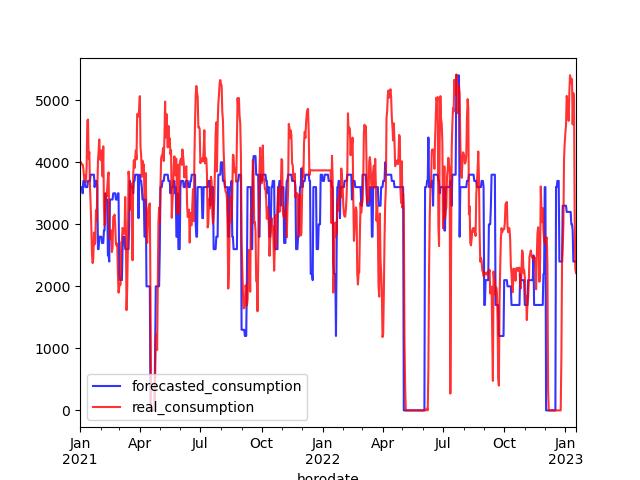 5000
4000
3000
2000
1000
0
forecasted_consumption
real_consumption
Jan Apr Jul Oct Jan Apr Jul Oct Jan
2021 2022 2023
horodate